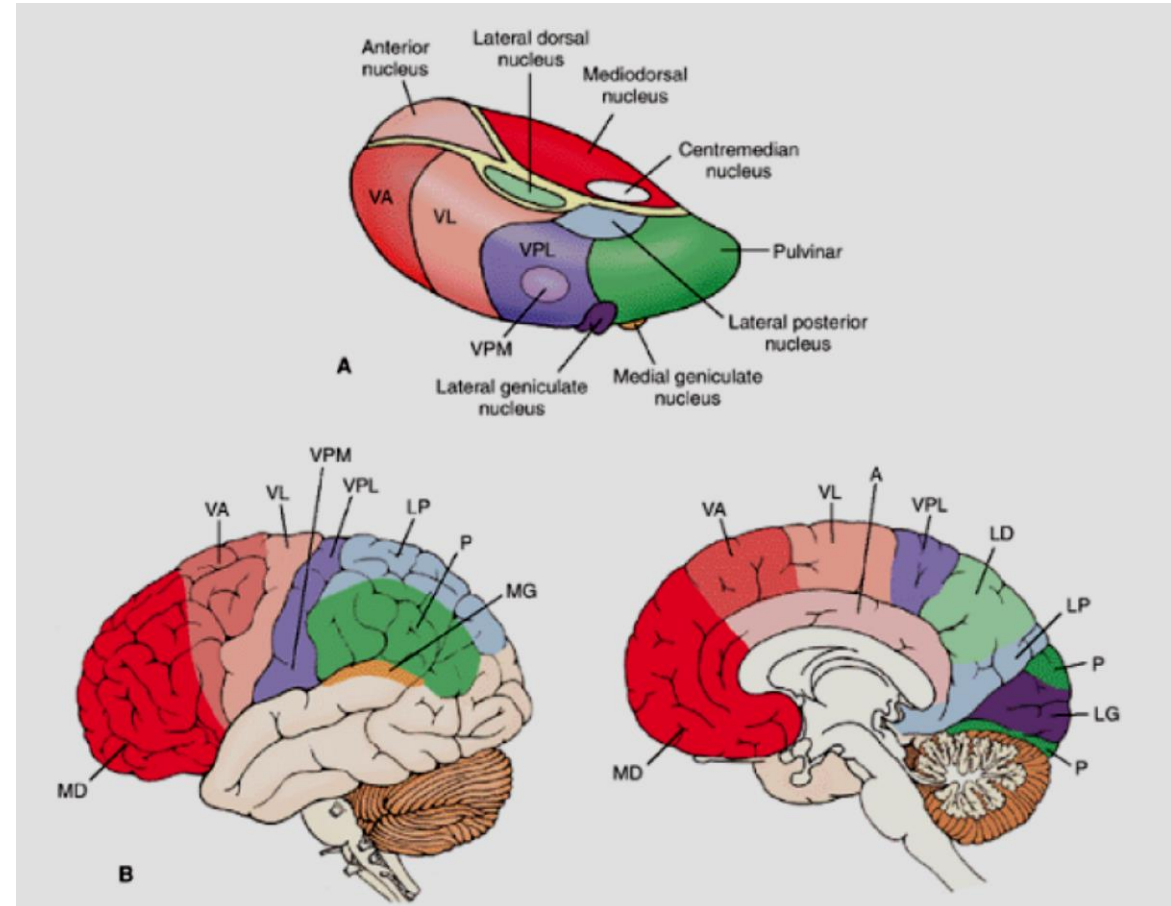 Anterior
nucleus
Lateral dorsal
nucleus
Mediodorsal
nucleus
Centremedian
nucleus
VA
VL
VPL
Pulvinar
VPM
Lateral posterior
nucleus
A
Lateral geniculate
nucleus
Medial geniculate
nucleus
VPM
VA
VL
VPL
LP
P
MG
MD
B
A
VA
VL
VPL
LD
LP
P
LG
MD
P